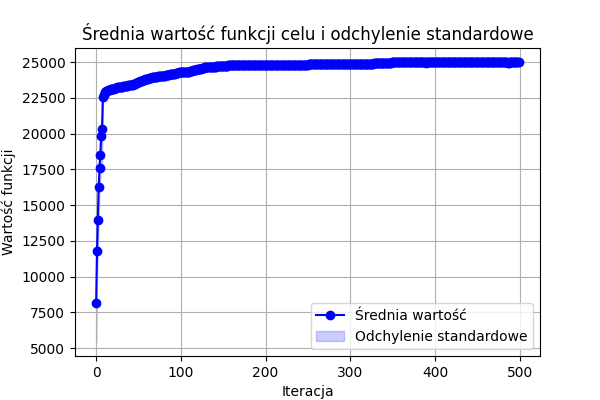 Średnia wartość funkcji celu i odchylenie standardowe
Wartość funkcji
25000
22500
20000
17500
15000
12500
10000
7500
5000
Średnia wartość
Odchylenie standardowe
0 100 200 300 400 500
Iteracja